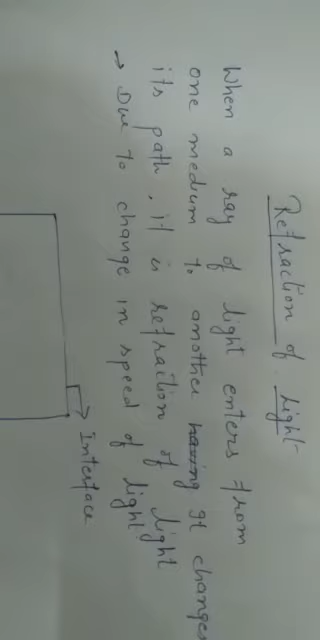 Refraction of light
When a ray of light enters from
one medium to another having gt changes
its path, it is refraction of light
→ Due to change in speed of light
Interface